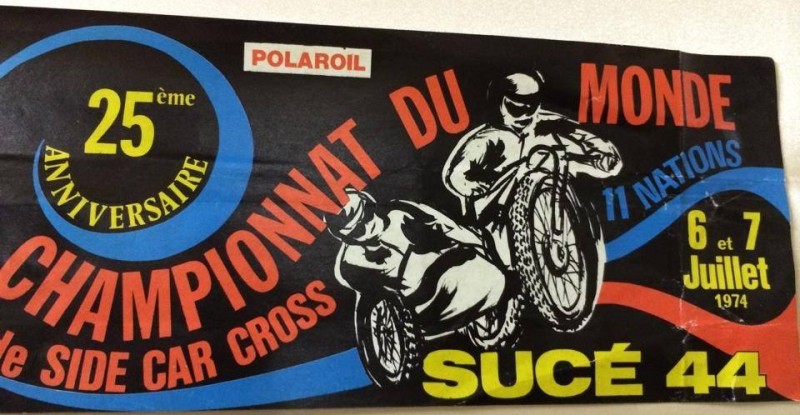 POLAROIL
25ème
ANNIVERSAIRE
CHAMPIONNAT DU MONDE
de SIDE CAR CROSS
11 NATIONS
6 et 7
Juillet
1974
SUCÉ 44